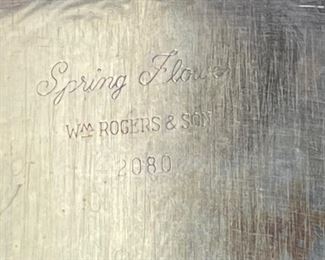 Spring Flower
WM ROGERS & SON
2080